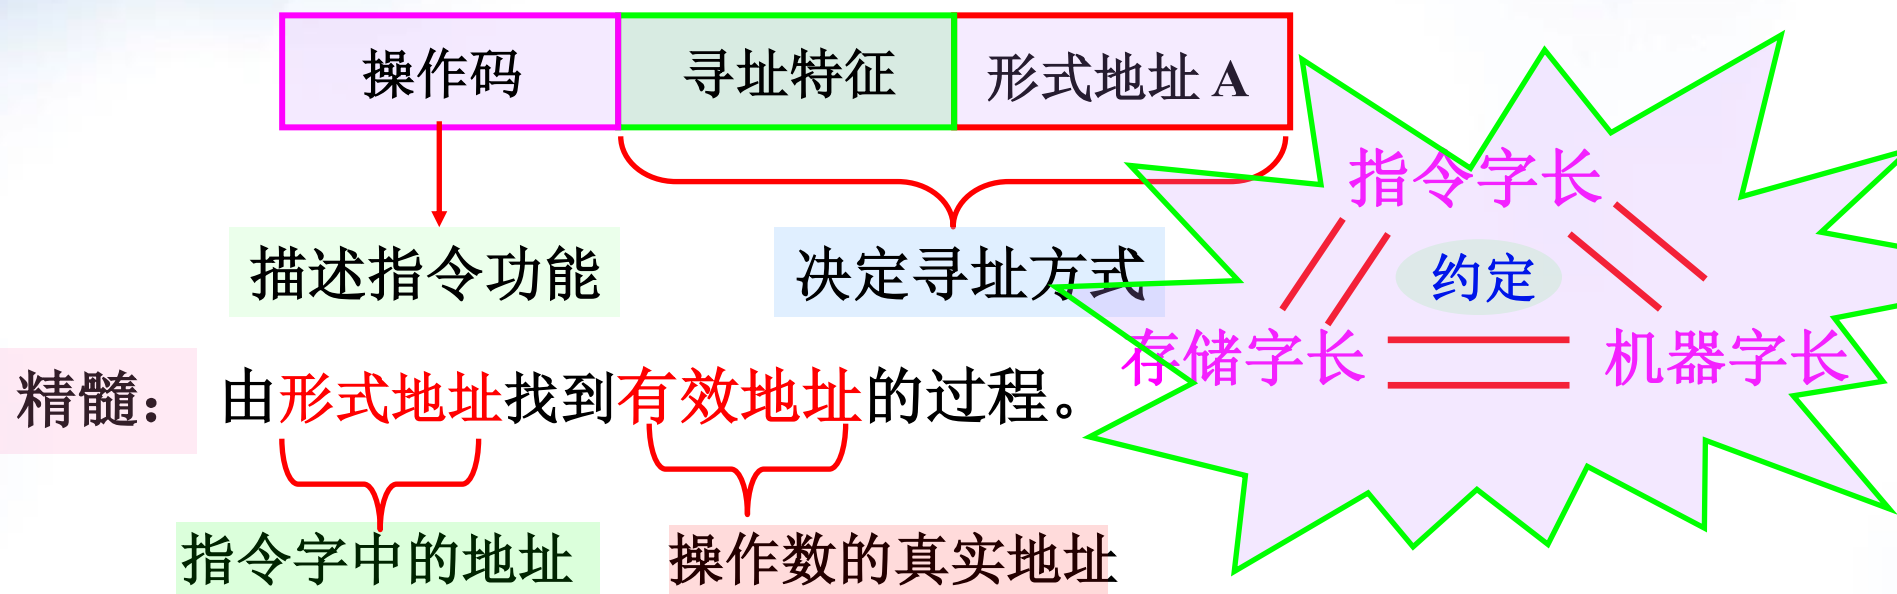 操作码 寻址特征 形式地址 A
指令字长
描述指令功能 决定寻址方式 约定
存储字长 机器字长
精髓： 由形式地址找到有效地址的过程。
指令字中的地址 操作数的真实地址